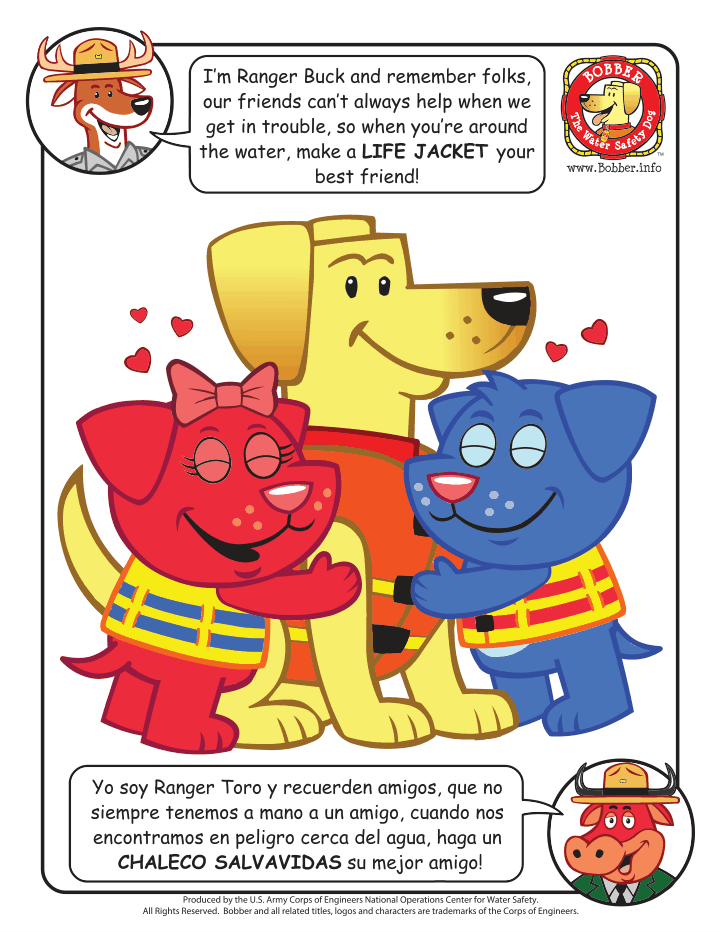 I'm Ranger Buck and remember folks,
our friends can't always help when we
get in trouble, so when you're around
the water, make a LIFE JACKET your
best friend!
BOBBER
The Water Safety Dog
TM
www.Bobber.info
Yo soy Ranger Toro y recuerden amigos, que no
siempre tenemos a mano a un amigo, cuando nos
encontramos en peligro cerca del agua, haga un
CHALECO SALVAVIDAS su mejor amigo!
Produced by the U.S. Army Corps of Engineers National Operations Center for Water Safety.
All Rights Reserved. Bobber and all related titles, logos and characters are trademarks of the Corps of Engineers.